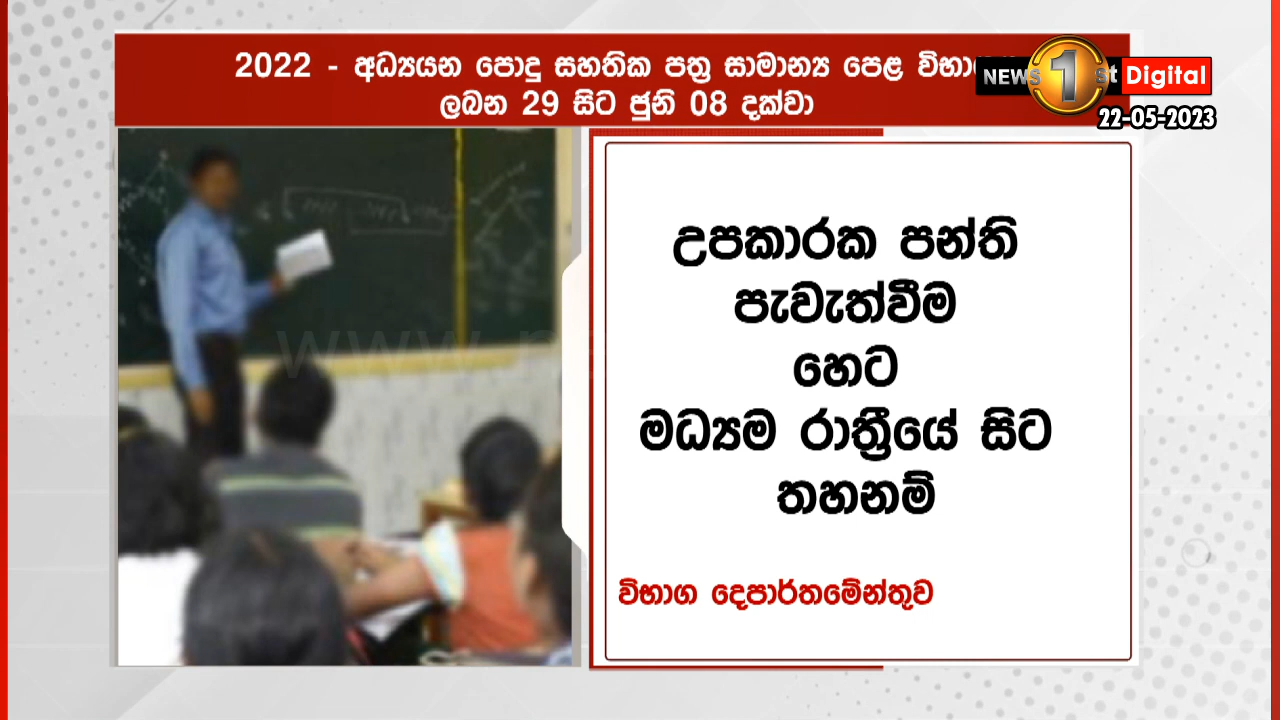 2022 - අධ්‍යයන පොදු සහතික පත්‍ර සාමාන්‍ය පෙළ
ලබන 29 සිට ජුනි 08 දක්වා
NEWS 1st Digital
22-05-2023
උපකාරක පන්ති
පැවැත්වීම
හෙට
මධ්‍යම රාත්‍රියේ සිට
තහනම්
විභාග දෙපාර්තමේන්තුව